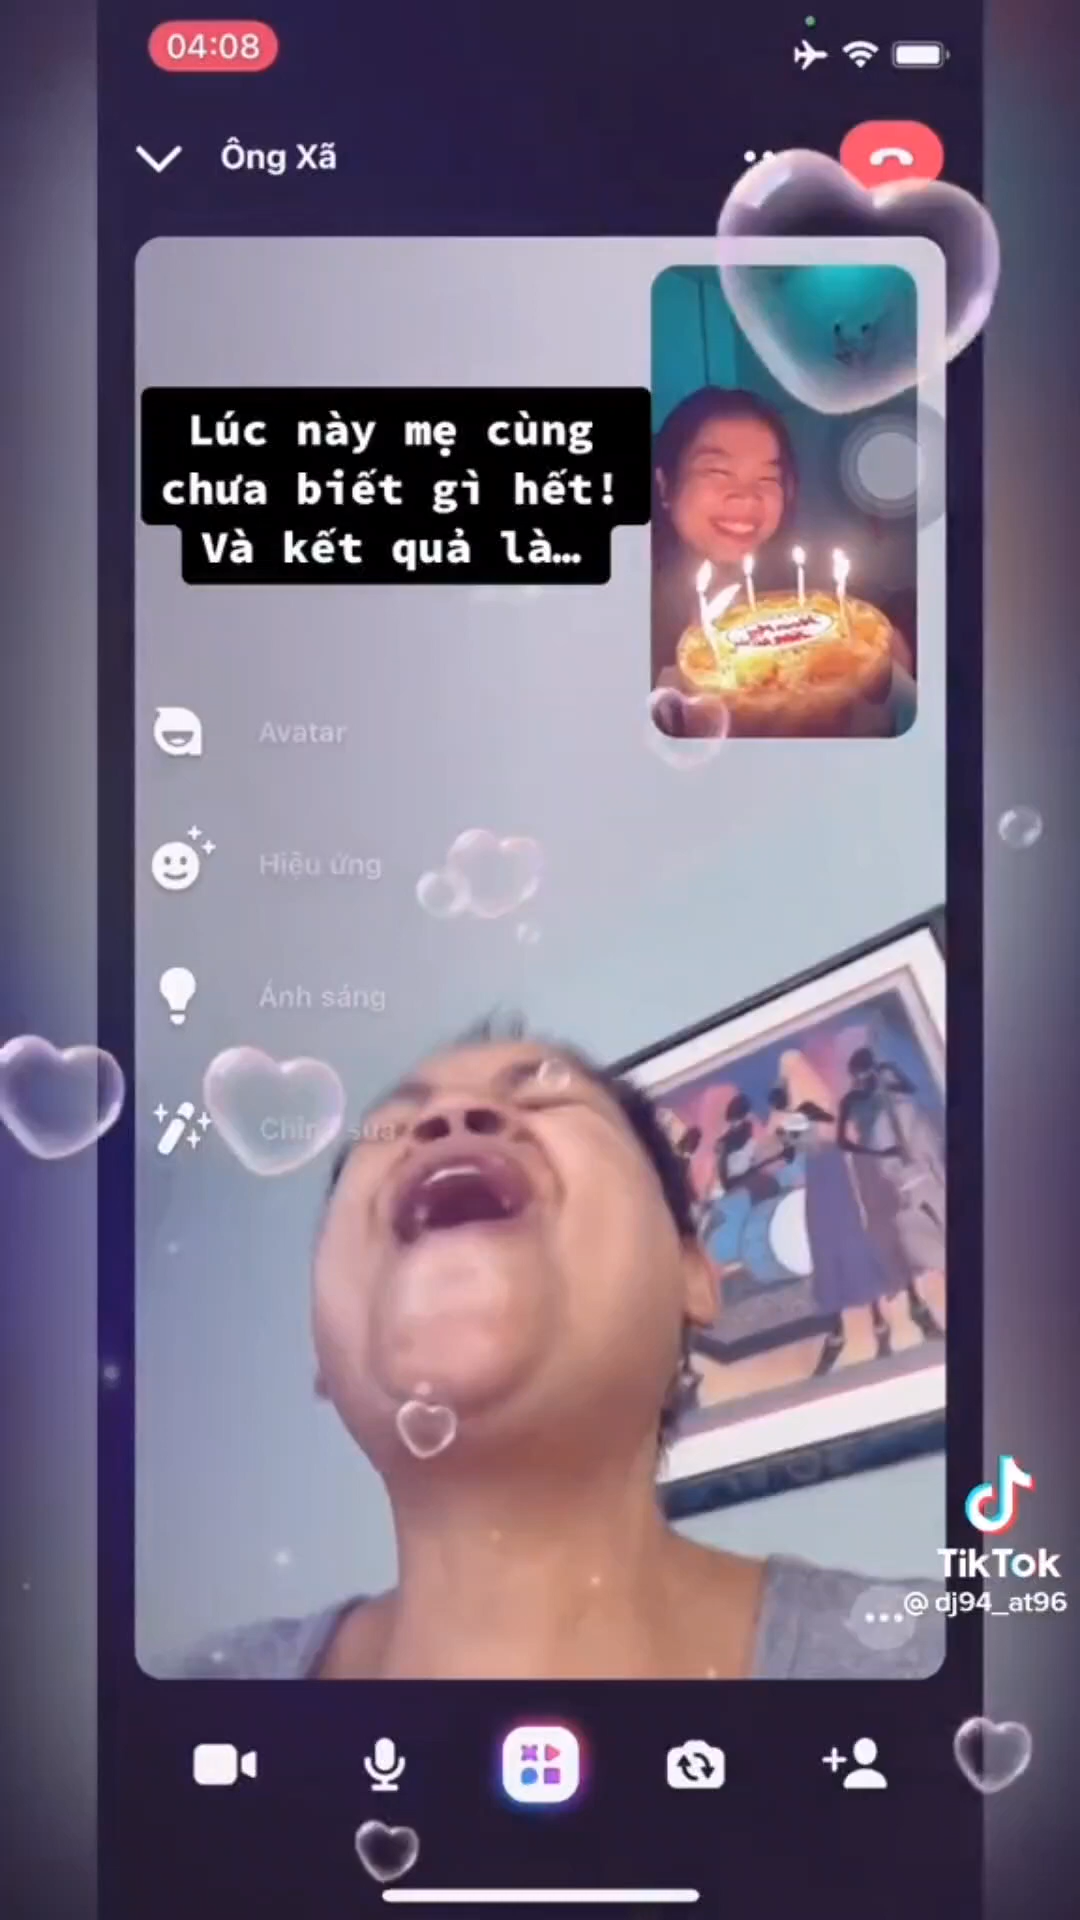 04:08
Ông Xã
Lúc này mẹ cùng
chưa biết gì hết!
Và kết quả là…
Avatar
Hiệu ứng
Ánh sáng
TikTok
@dj94_at96